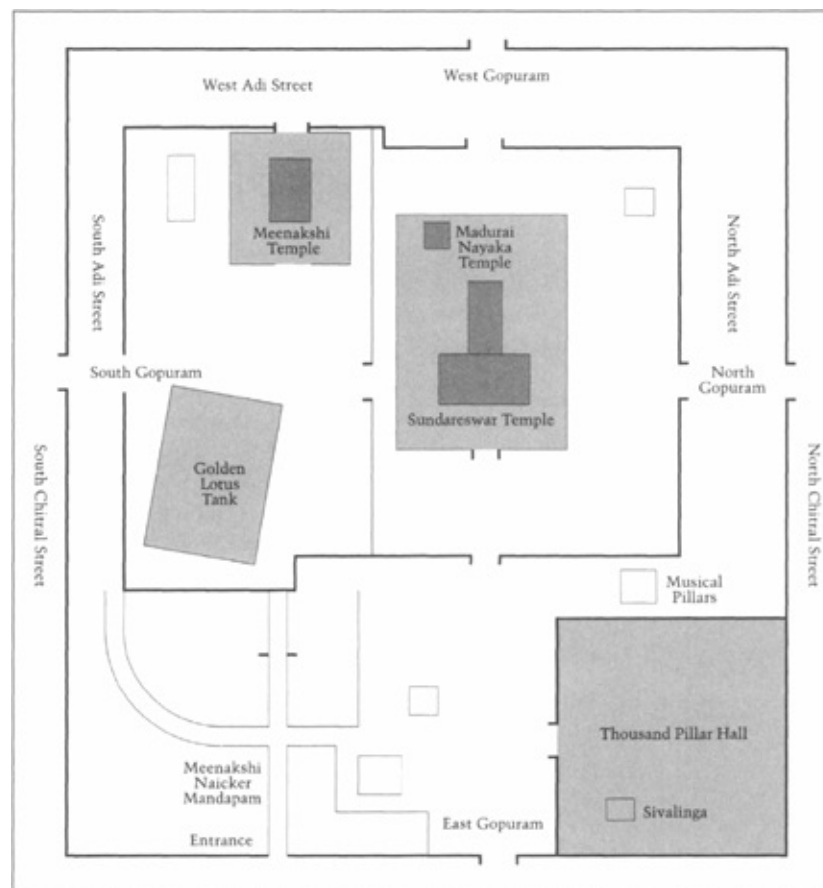 West Adi Street
West Gopuram
South Adi Street
Meenakshi
Temple
Madurai
Nayaka
Temple
North Adi Street
South Gopuram
North
Gopuram
Sundareswar Temple
Golden
Lotus
Tank
South Chitral Street
North Chitral Street
Musical
Pillars
Thousand Pillar Hall
Meenakshi
Naicker
Mandapam
Sivalinga
East Gopuram
Entrance